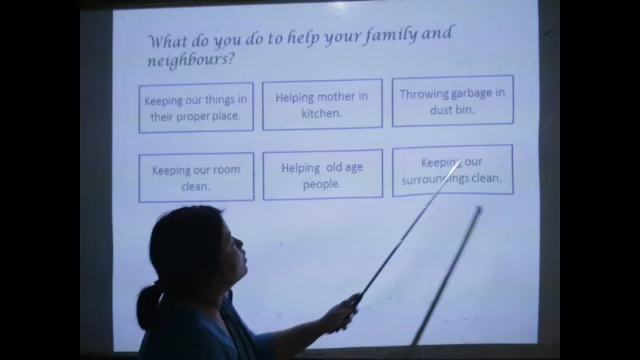 What do you do to help your family and
neighbours?
Keeping our things in
their proper place.
Helping mother in
kitchen.
Throwing garbage in
dust bin.
Keeping our room
clean.
Helping old age
people.
Keeping our
surroundings clean.